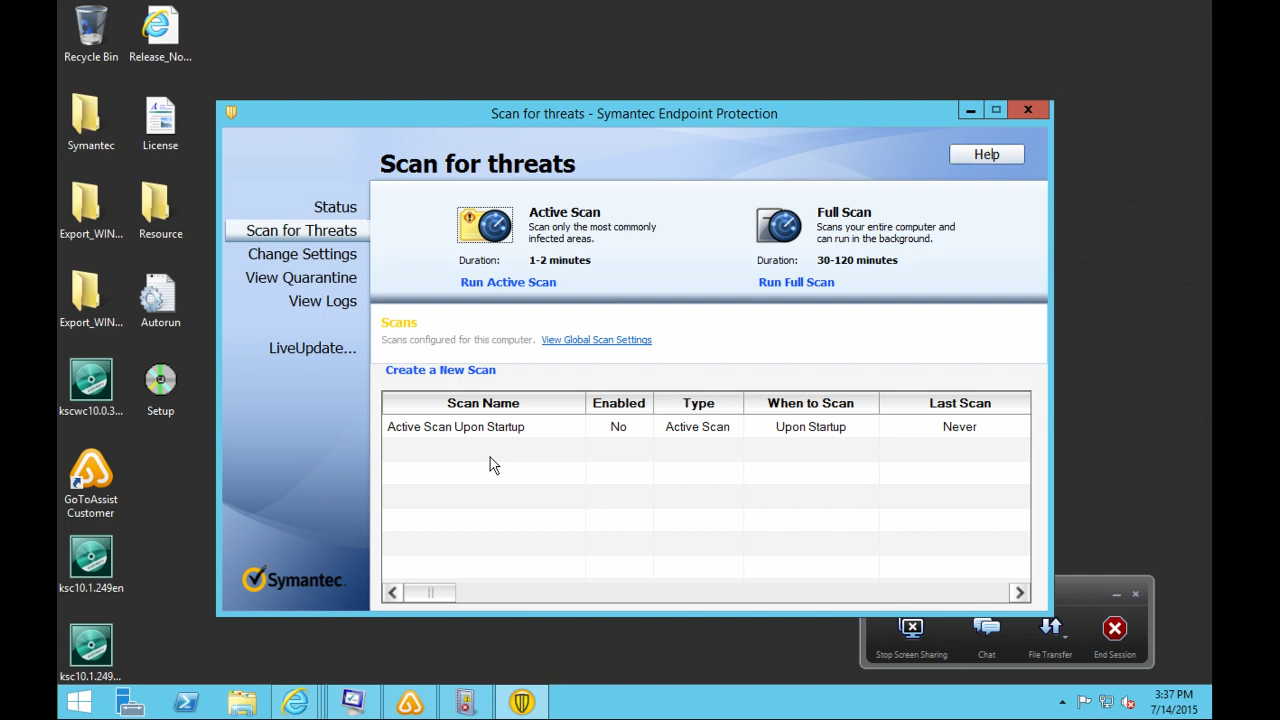 Recycle Bin
Release_No...
Symantec
License
Export_WIN...
Resource
Export_WIN...
Autorun
kscwc10.0.3...
Setup
GoToAssist
Customer
ksc10.1.249en
ksc10.1.249...
Scan for threats - Symantec Endpoint Protection
Scan for threats
Help
Status
Scan for Threats
Change Settings
View Quarantine
View Logs
LiveUpdate...
Symantec.
Active Scan
Scan only the most commonly
infected areas.
Duration: 1-2 minutes
Run Active Scan
Full Scan
Scans your entire computer and
can run in the background.
Duration: 30-120 minutes
Run Full Scan
Scans
Scans configured for this computer. View Global Scan Settings
Create a New Scan
Scan Name Enabled Type When to Scan Last Scan
Active Scan Upon Startup No Active Scan Upon Startup Never
Stop Screen Sharing
Chat
File Transfer
End Session
3:37 PM
7/14/2015